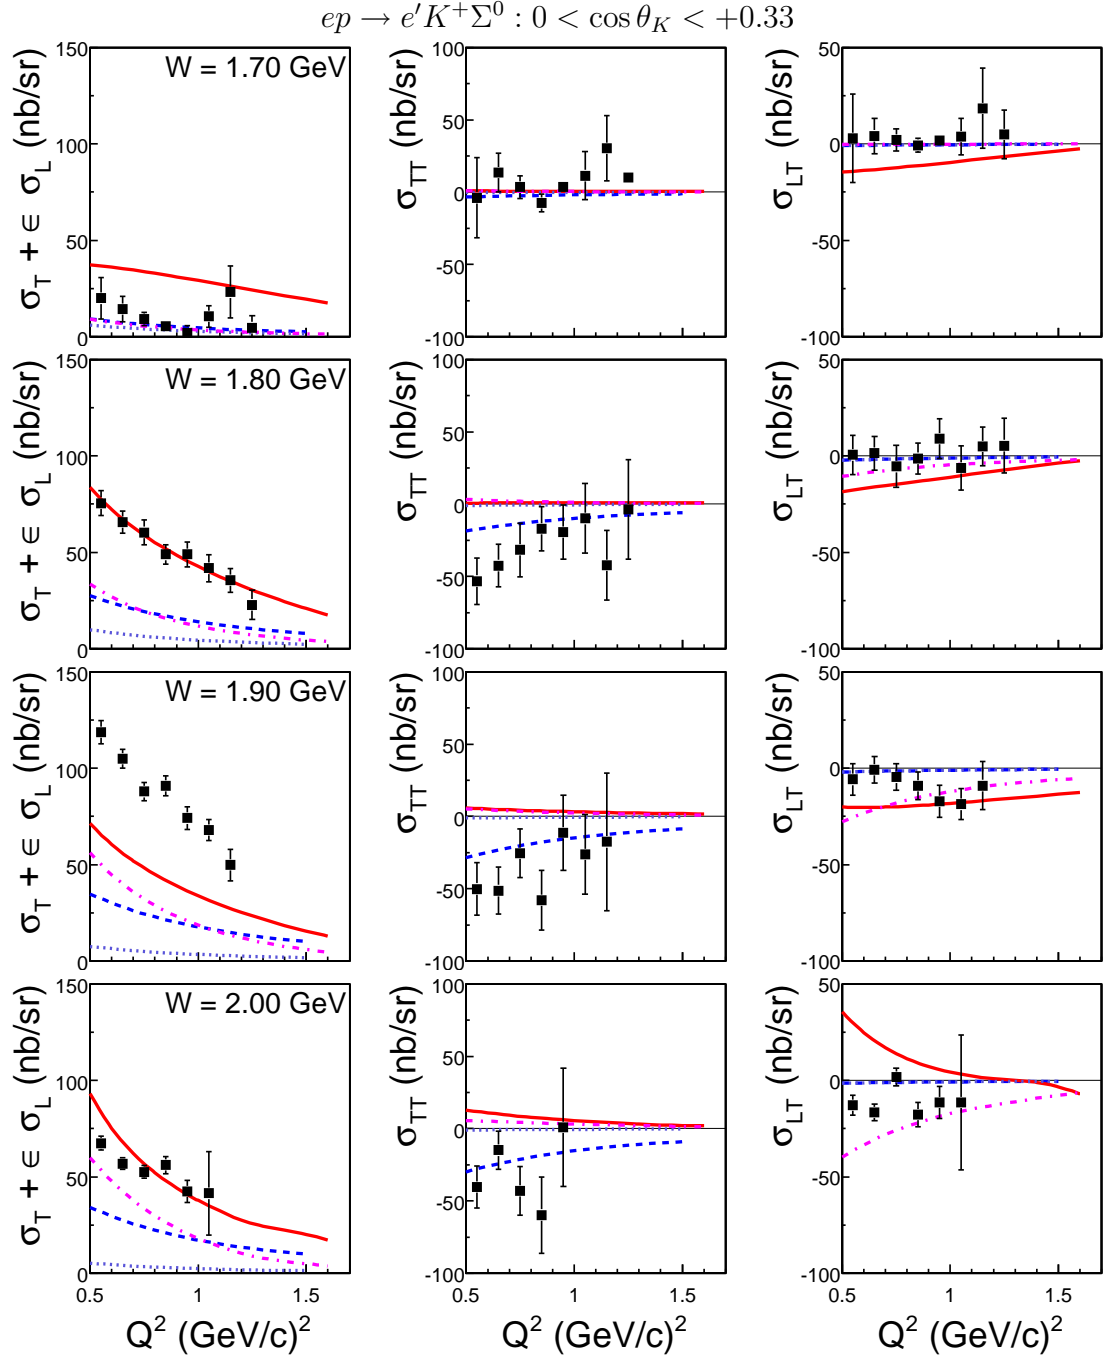 ep → e′K⁺Σ⁰ : 0 < cos θ_K < +0.33
σ_T + ϵ σ_L (nb/sr)
150
100
50
0
W = 1.70 GeV
σ_TT (nb/sr)
100
50
0
-50
-100
σ_LT (nb/sr)
50
0
-50
-100
σ_T + ϵ σ_L (nb/sr)
150
100
50
0
W = 1.80 GeV
σ_TT (nb/sr)
100
50
0
-50
-100
σ_LT (nb/sr)
50
0
-50
-100
σ_T + ϵ σ_L (nb/sr)
150
100
50
0
W = 1.90 GeV
σ_TT (nb/sr)
100
50
0
-50
-100
σ_LT (nb/sr)
50
0
-50
-100
σ_T + ϵ σ_L (nb/sr)
150
100
50
0
W = 2.00 GeV
σ_TT (nb/sr)
100
50
0
-50
-100
σ_LT (nb/sr)
50
0
-50
-100
0.5 1 1.5
0.5 1 1.5
0.5 1 1.5
Q² (GeV/c)²
Q² (GeV/c)²
Q² (GeV/c)²